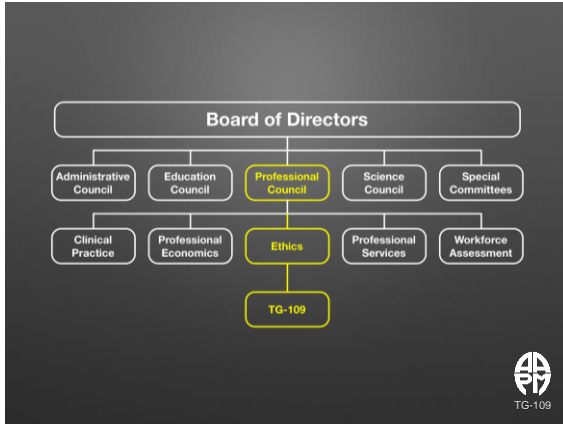 Board of Directors
Administrative Council
Education Council
Professional Council
Science Council
Special Committees
Clinical Practice
Professional Economics
Ethics
Professional Services
Workforce Assessment
TG-109
AAPM
TG-109